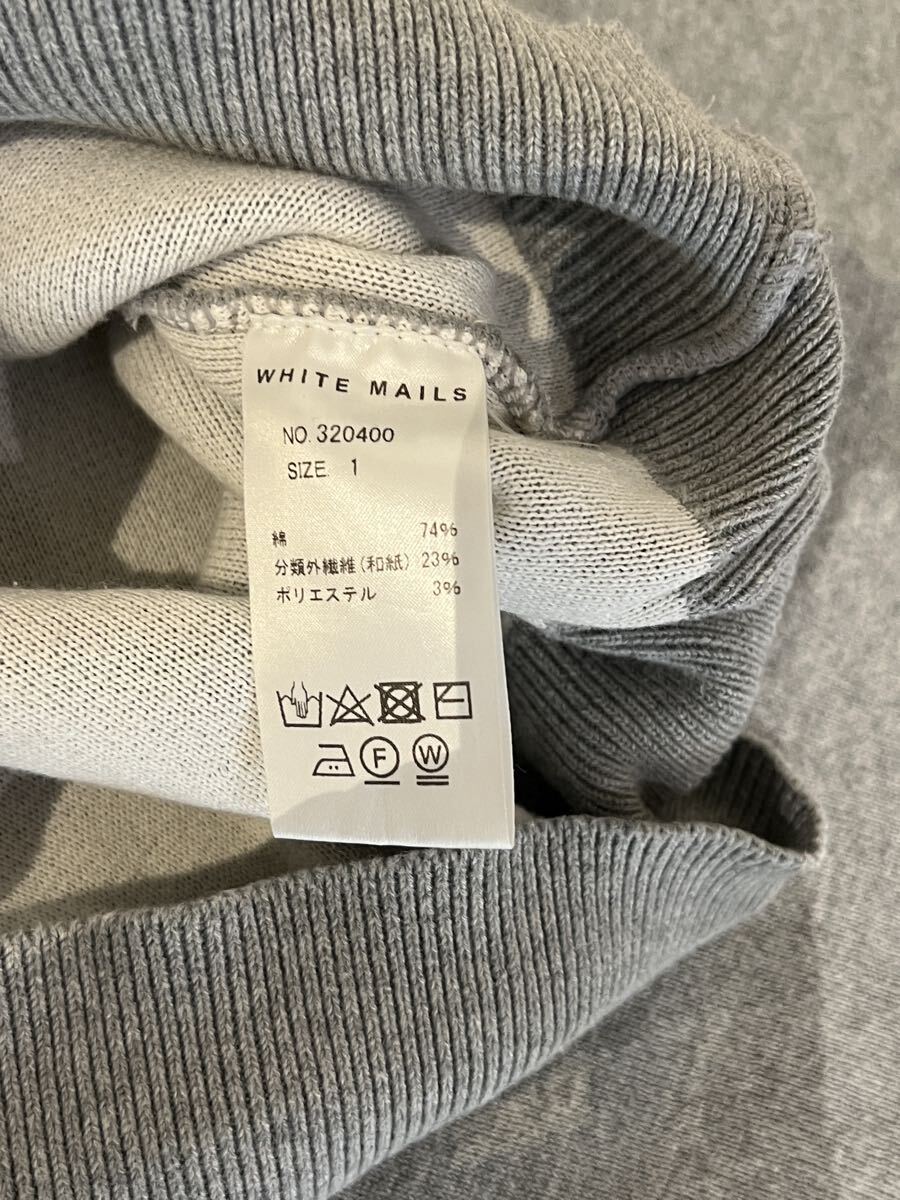 WHITE MAILS
NO. 320400
SIZE. 1
綿 74%
分類外繊維(和紙) 23%
ポリエステル 3%
F W